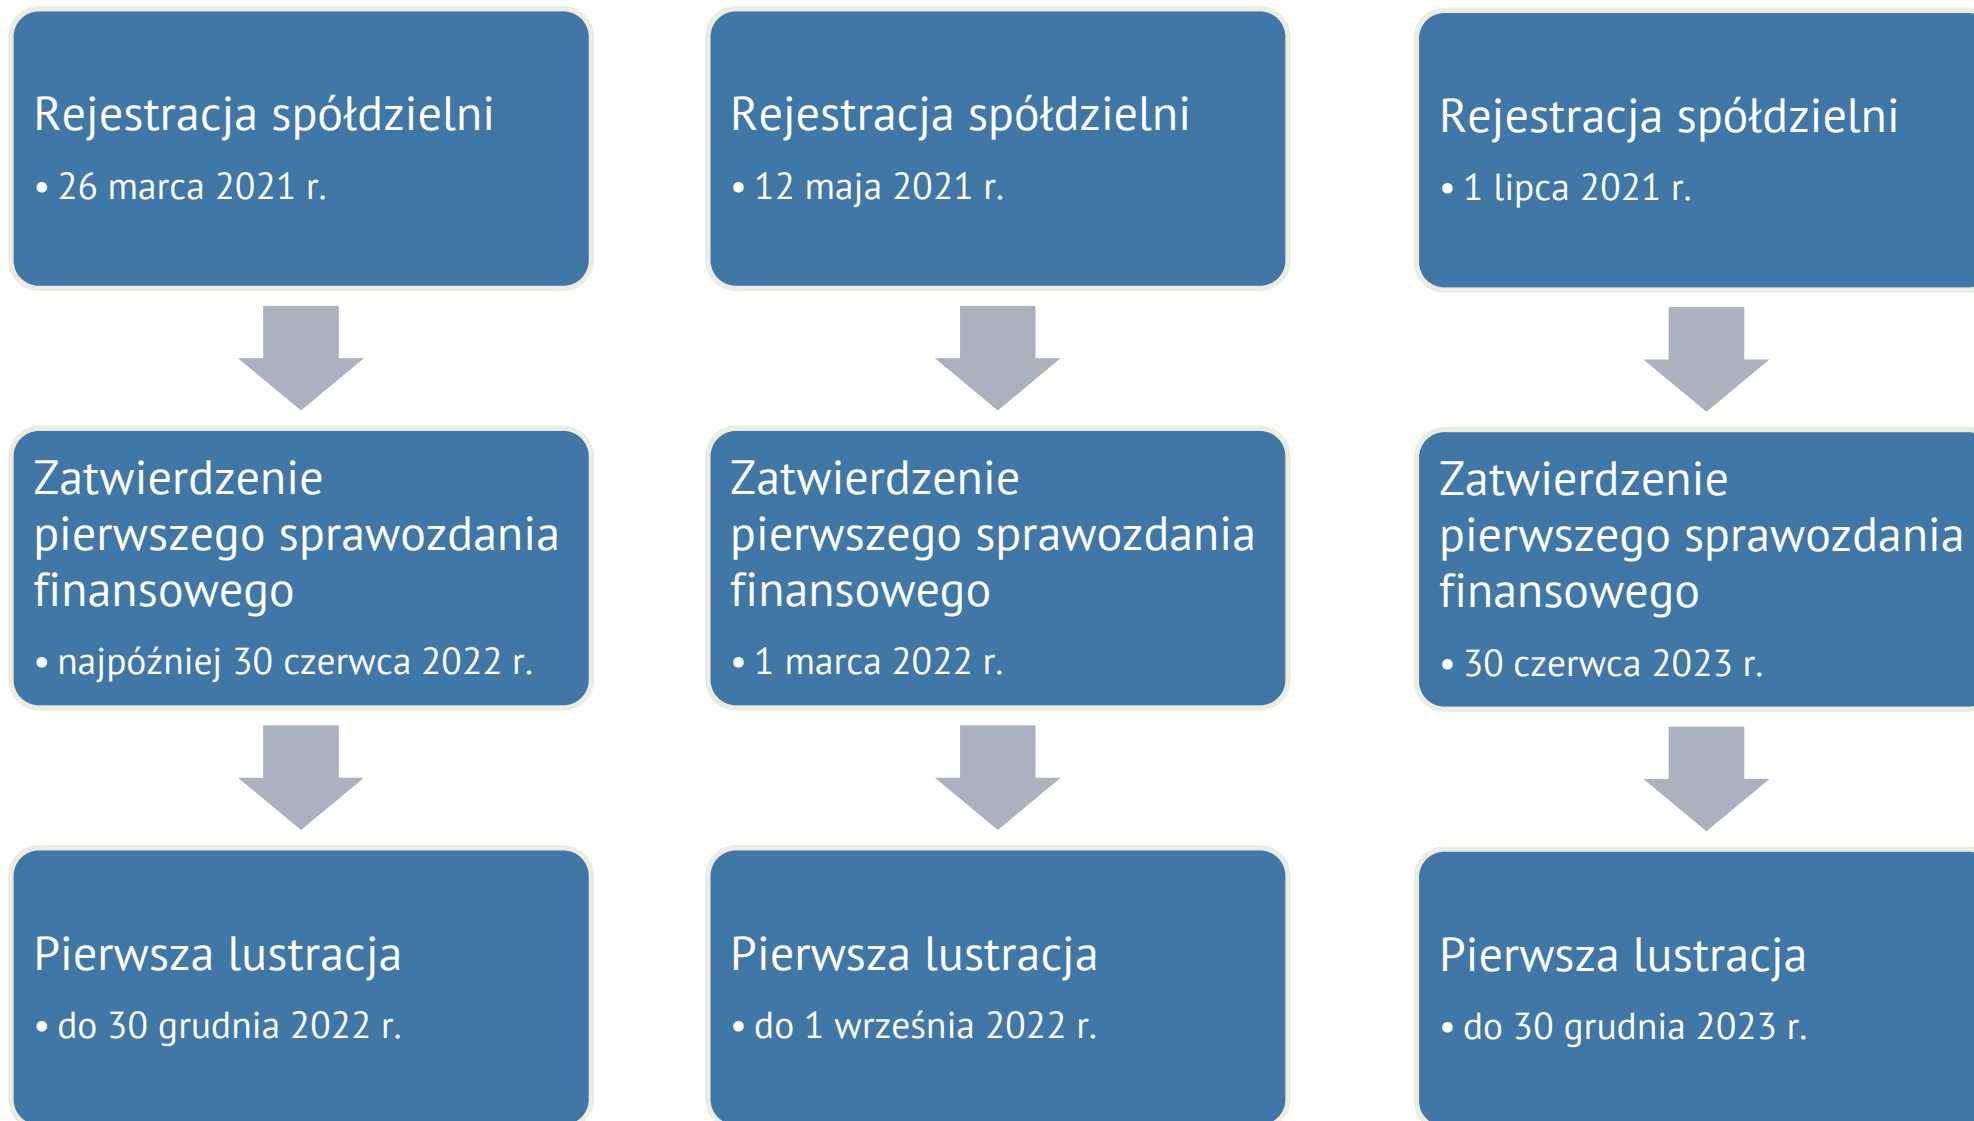 Rejestracja spółdzielni
• 26 marca 2021 r.
Zatwierdzenie
pierwszego sprawozdania
finansowego
• najpóźniej 30 czerwca 2022 r.
Pierwsza lustracja
• do 30 grudnia 2022 r.
Rejestracja spółdzielni
• 12 maja 2021 r.
Zatwierdzenie
pierwszego sprawozdania
finansowego
• 1 marca 2022 r.
Pierwsza lustracja
• do 1 września 2022 r.
Rejestracja spółdzielni
• 1 lipca 2021 r.
Zatwierdzenie
pierwszego sprawozdania
finansowego
• 30 czerwca 2023 r.
Pierwsza lustracja
• do 30 grudnia 2023 r.